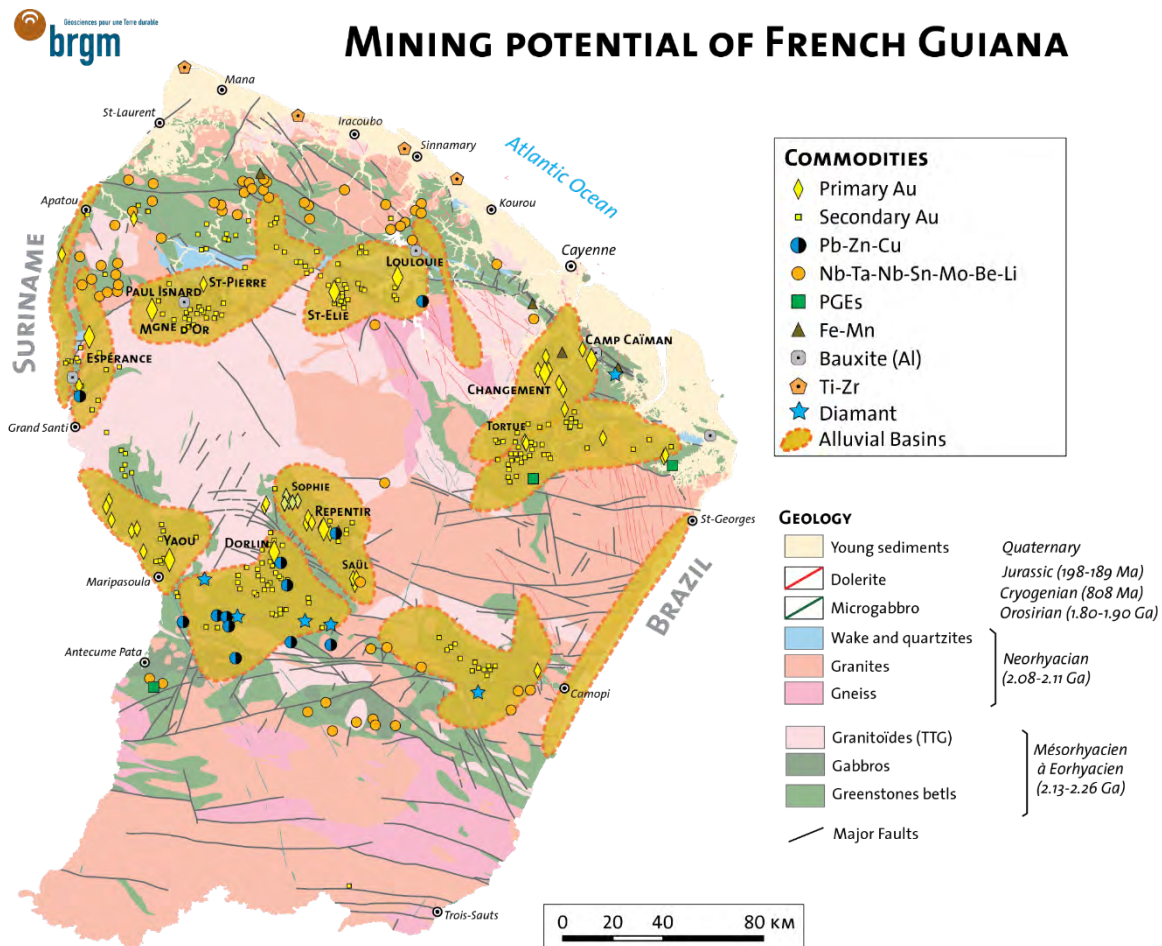 Géosciences pour une Terre durable
brgm
MINING POTENTIAL OF FRENCH GUIANA
Mana
St-Laurent
Iracoubo
Sinnamary
Atlantic Ocean
Apatou
Kourou
Cayenne
SURINAME
LOULOUIE
ST-PIERRE
PAUL ISNARD
MGNE D'OR
ST-ELIE
ESPÉRANCE
CAMP CAÏMAN
CHANGEMENT
Grand Santi
TORTUE
SOPHIE
REPENTIR
St-Georges
YAOU
DORLIN
SAÜL
Maripasoula
BRAZIL
Antecume Pata
Camopi
Trois-Sauts
COMMODITIES
Primary Au
Secondary Au
Pb-Zn-Cu
Nb-Ta-Nb-Sn-Mo-Be-Li
PGEs
Fe-Mn
Bauxite (Al)
Ti-Zr
Diamant
Alluvial Basins
GEOLOGY
Young sediments Quaternary
Dolerite Jurassic (198-189 Ma)
Cryogenian (808 Ma)
Microgabbro Orosirian (1.80-1.90 Ga)
Wake and quartzites
Granites Neorhyacian
(2.08-2.11 Ga)
Gneiss
Granitoïdes (TTG)
Gabbros Mésorhyacien
à Eorhyacien
Greenstones betls (2.13-2.26 Ga)
Major Faults
0 20 40 80 KM